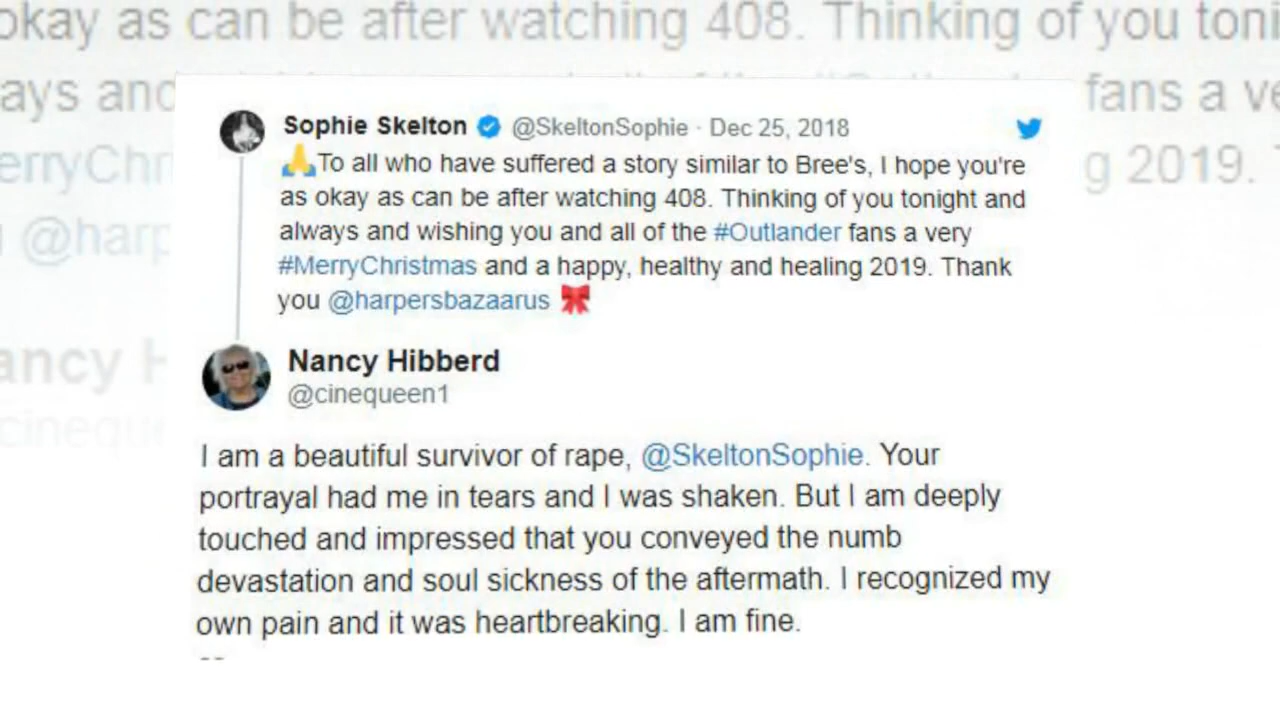 okay as can be after watching 408. Thinking of you toni
ays and
fans a ve
erryChr
g 2019.
@harp
ancy H
cinequ
Sophie Skelton @SkeltonSophie · Dec 25, 2018
🙏To all who have suffered a story similar to Bree's, I hope you're
as okay as can be after watching 408. Thinking of you tonight and
always and wishing you and all of the #Outlander fans a very
#MerryChristmas and a happy, healthy and healing 2019. Thank
you @harpersbazaarus 🎀
Nancy Hibberd
@cinequeen1
I am a beautiful survivor of rape, @SkeltonSophie. Your
portrayal had me in tears and I was shaken. But I am deeply
touched and impressed that you conveyed the numb
devastation and soul sickness of the aftermath. I recognized my
own pain and it was heartbreaking. I am fine.